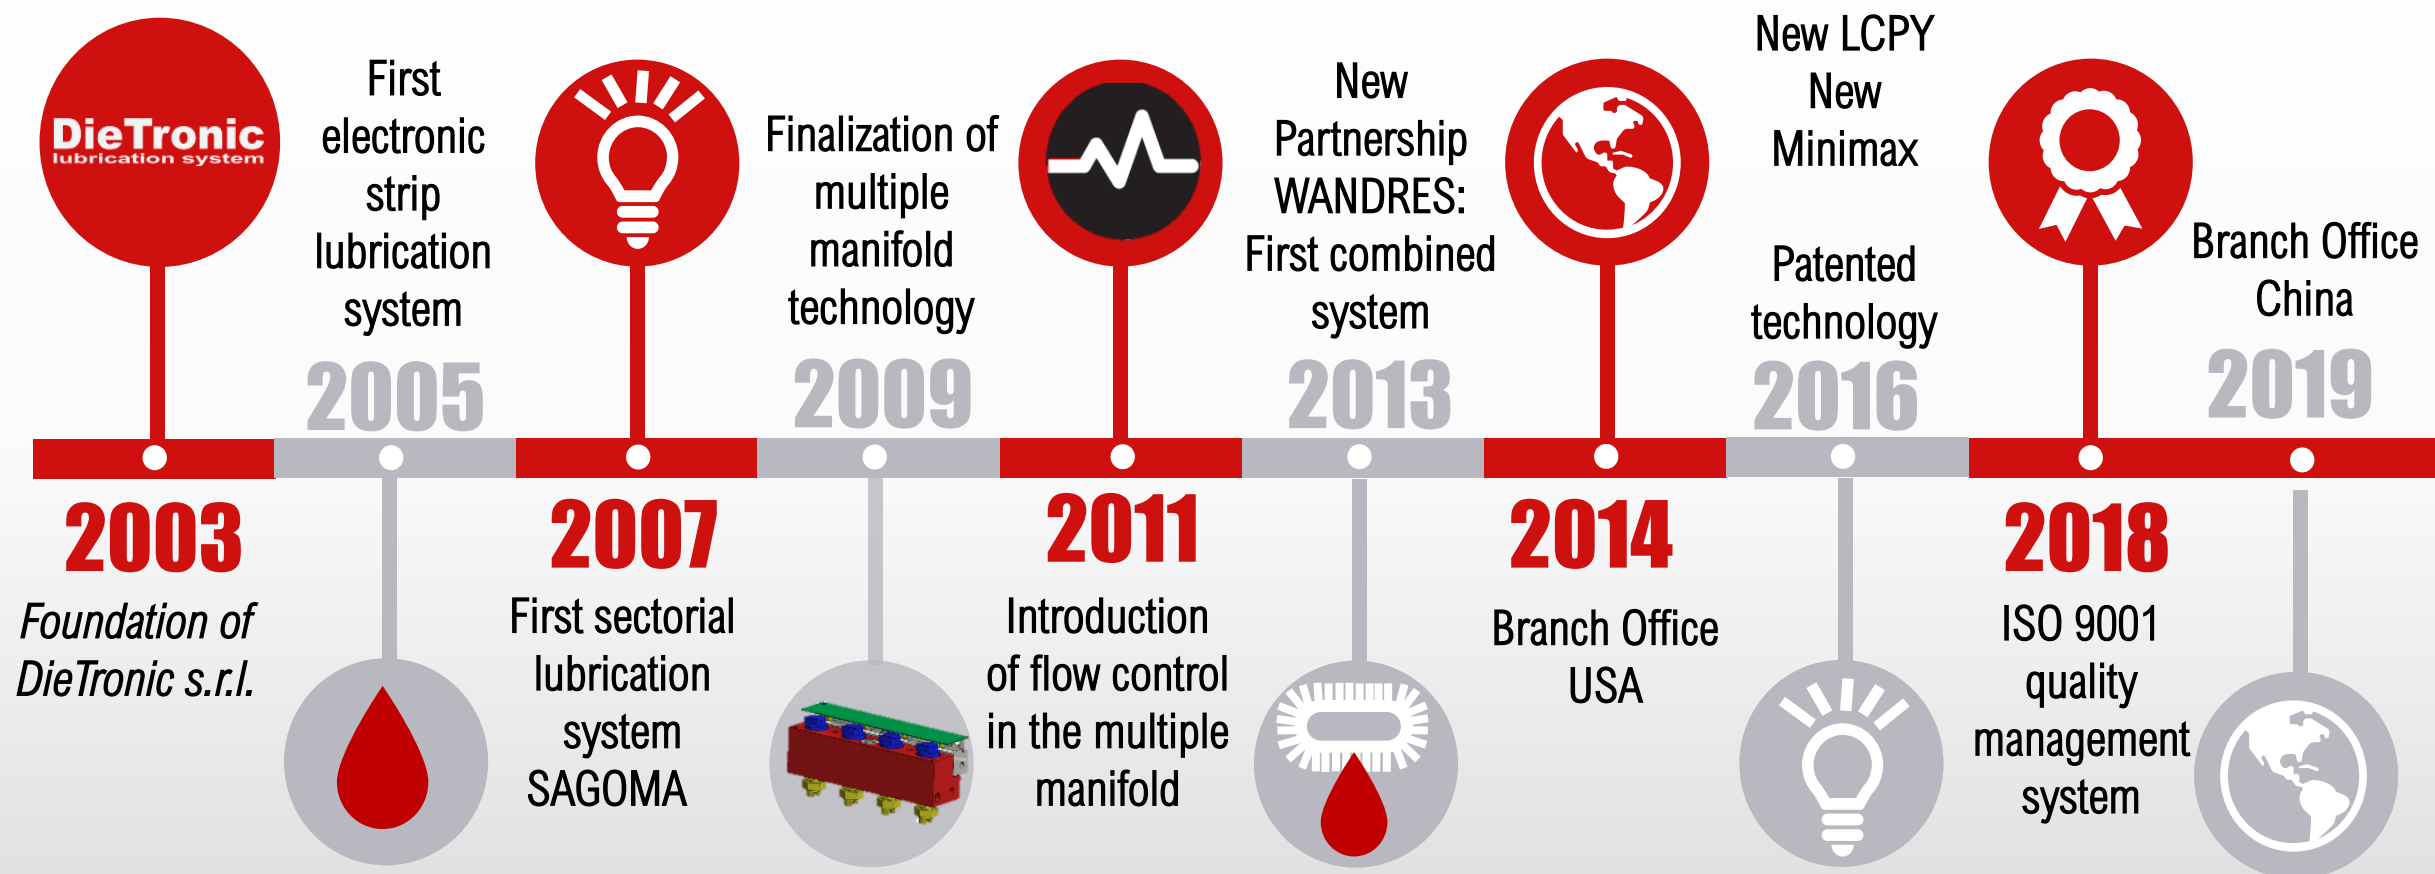 DieTronic
lubrication system
2003
Foundation of
DieTronic s.r.l.
First
electronic
strip
lubrication
system
2005
2007
First sectorial
lubrication
system
SAGOMA
Finalization of
multiple
manifold
technology
2009
2011
Introduction
of flow control
in the multiple
manifold
New
Partnership
WANDRES:
First combined
system
2013
2014
Branch Office
USA
New LCPY
New
Minimax
Patented
technology
2016
2018
ISO 9001
quality
management
system
Branch Office
China
2019